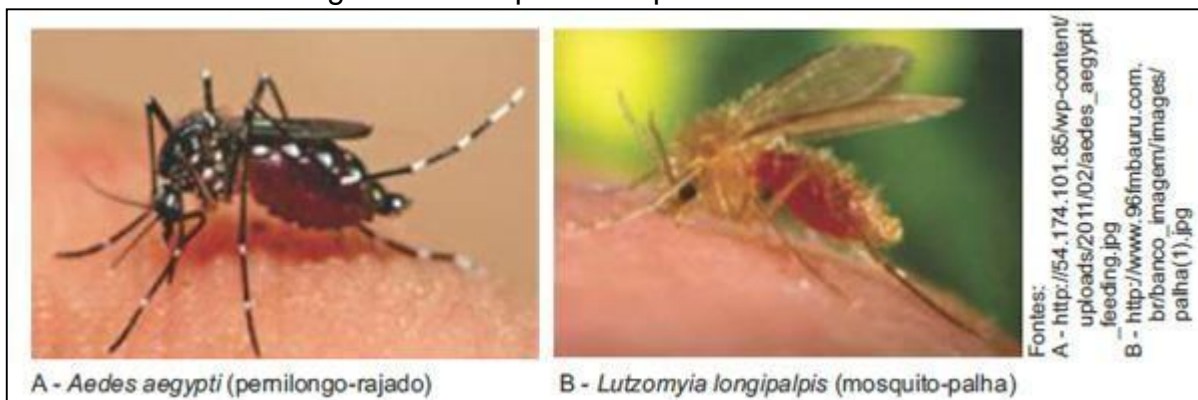 A - Aedes aegypti (pernilongo-rajado)
B - Lutzomyia longipalpis (mosquito-palha)
Fontes:
A - http://54.174.101.85/wp-content/
uploads/2011/02/aedes_aegypti
_feeding.jpg
B - http://www.96fmbauru.com.
br/banco_imagem/images/
palha(1).jpg